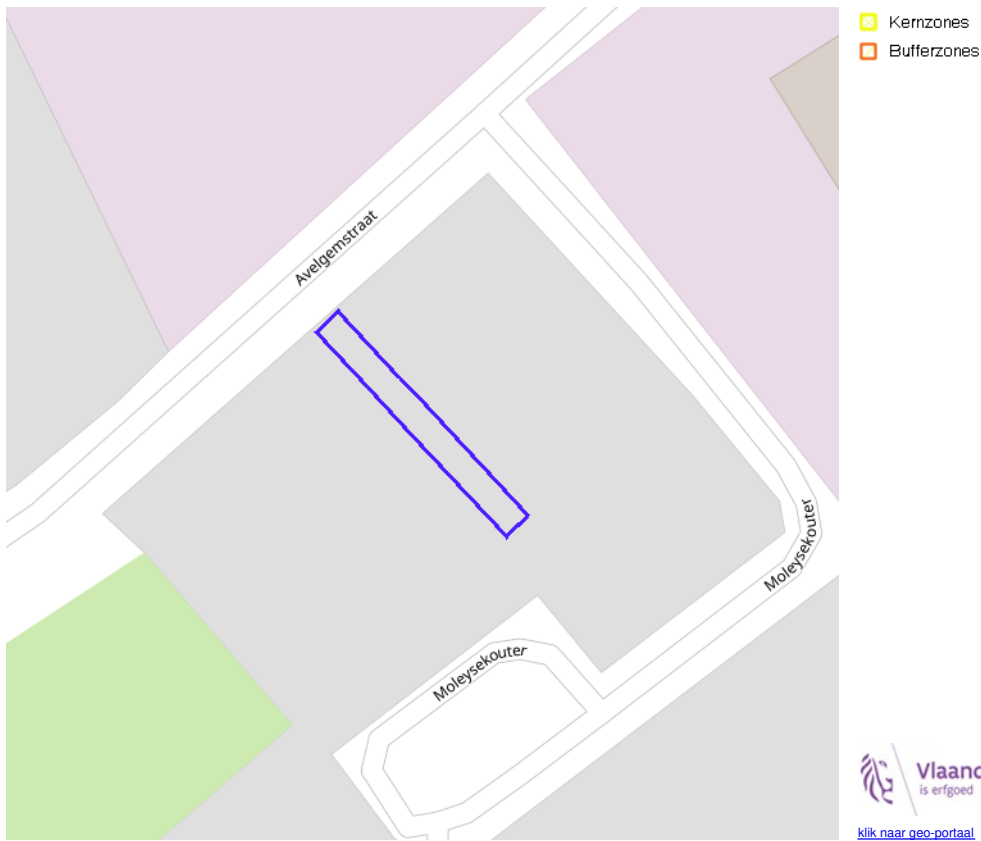 Kernzones
Bufferzones
Avelgemstraat
Moleysekouter
Moleysekouter
Vlaand
is erfgoed
klik naar geo-portaal